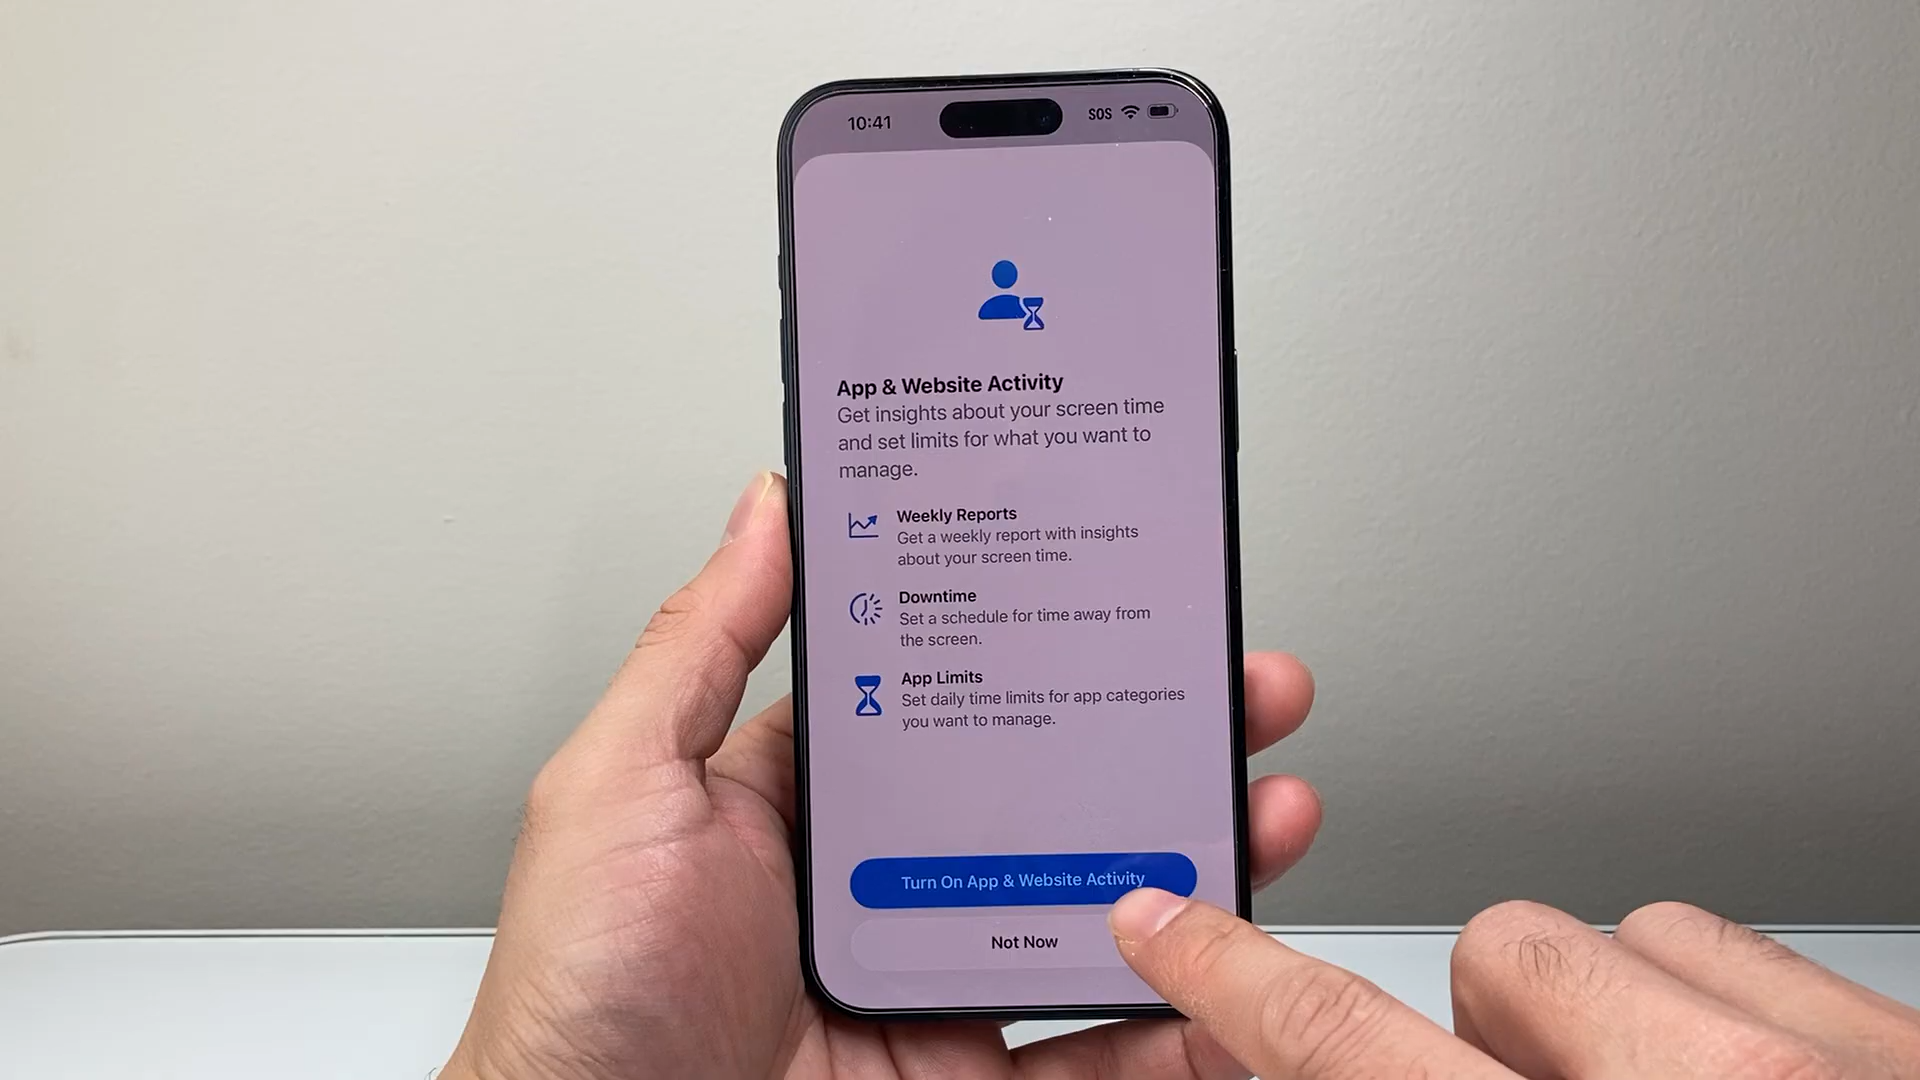 10:41
SOS
App & Website Activity
Get insights about your screen time
and set limits for what you want to
manage.
Weekly Reports
Get a weekly report with insights
about your screen time.
Downtime
Set a schedule for time away from
the screen.
App Limits
Set daily time limits for app categories
you want to manage.
Turn On App & Website Activity
Not Now